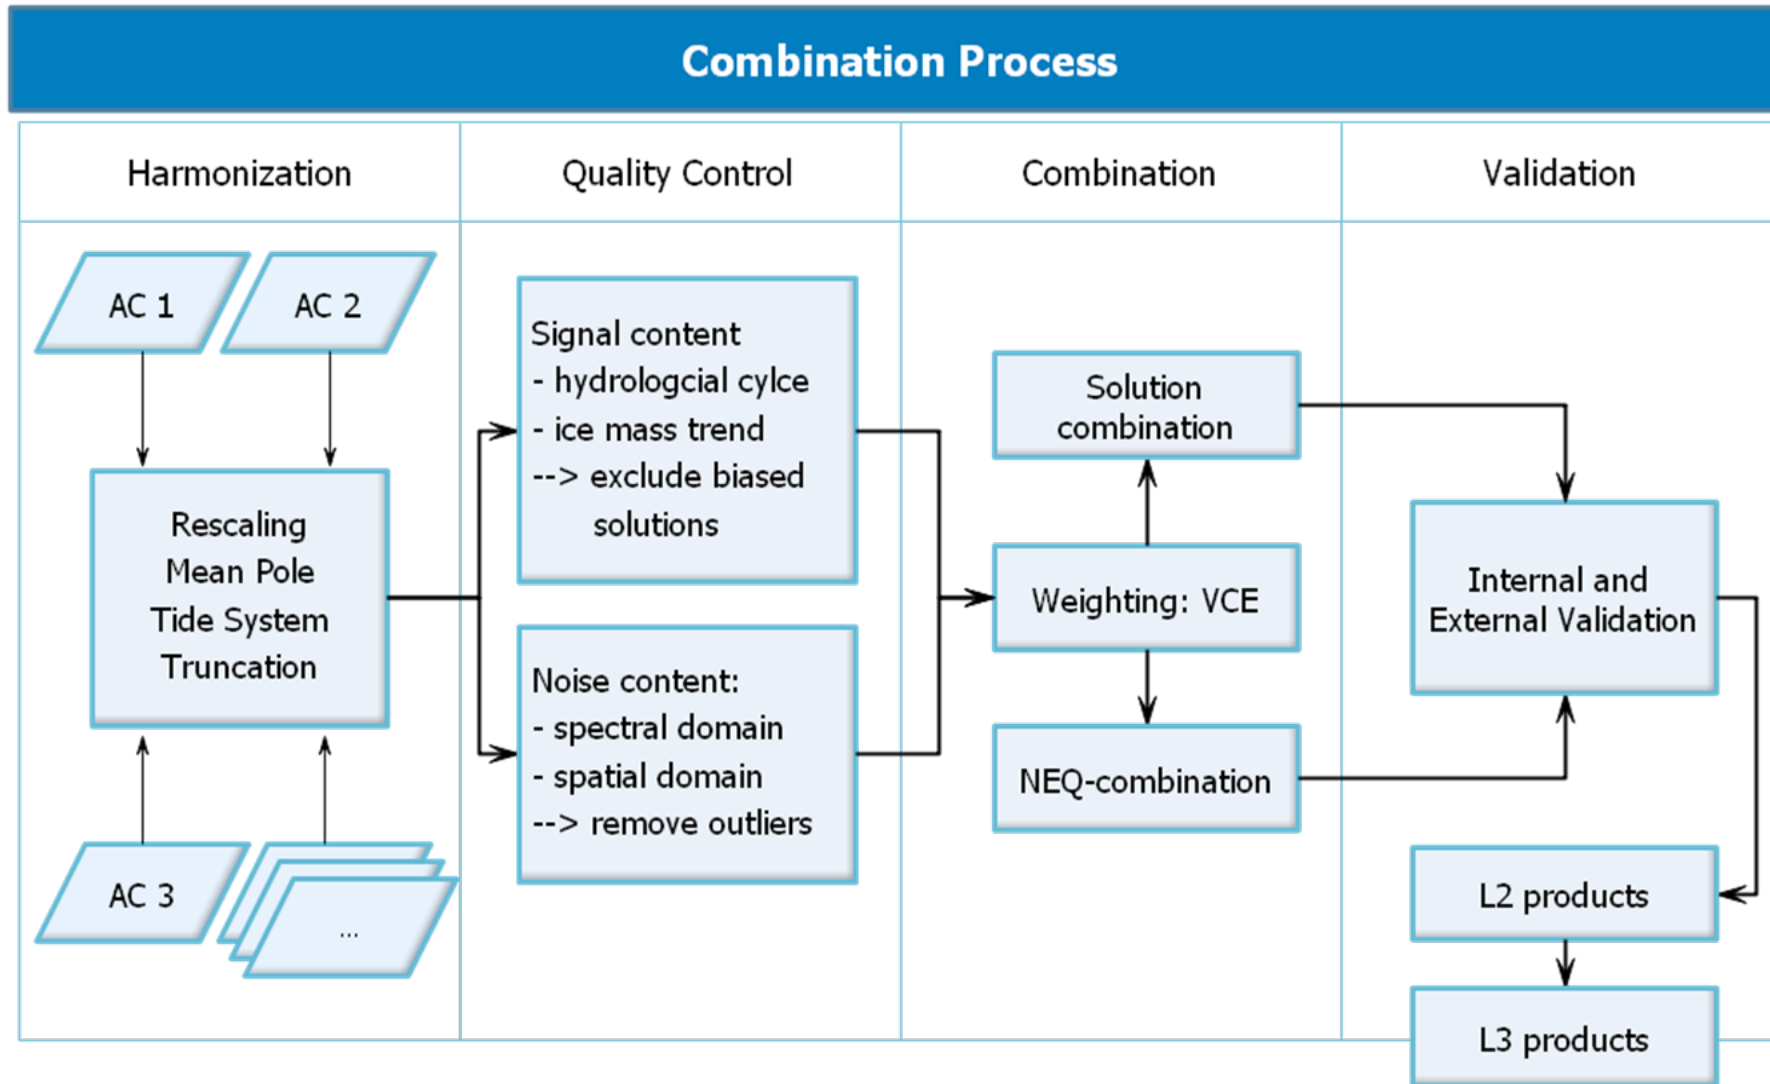 Combination Process
Harmonization
Quality Control
Combination
Validation
AC 1
AC 2
Rescaling
Mean Pole
Tide System
Truncation
AC 3
...
Signal content
- hydrologcial cylce
- ice mass trend
--> exclude biased
solutions
Noise content:
- spectral domain
- spatial domain
--> remove outliers
Solution
combination
Weighting: VCE
NEQ-combination
Internal and
External Validation
L2 products
L3 products